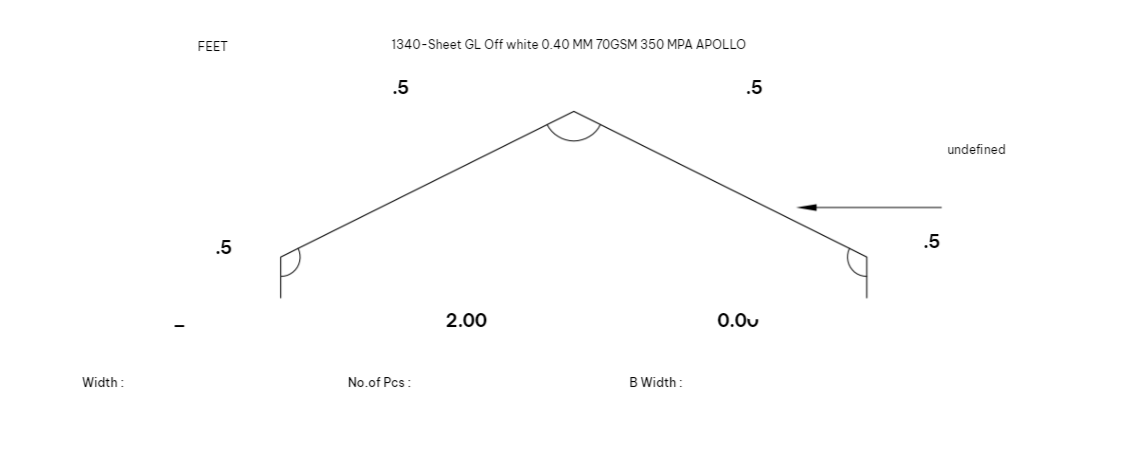 FEET 1340-Sheet GL Off white 0.40 MM 70GSM 350 MPA APOLLO
.5 .5
undefined
.5 .5
– 2.00
Width : No.of Pcs : B Width :